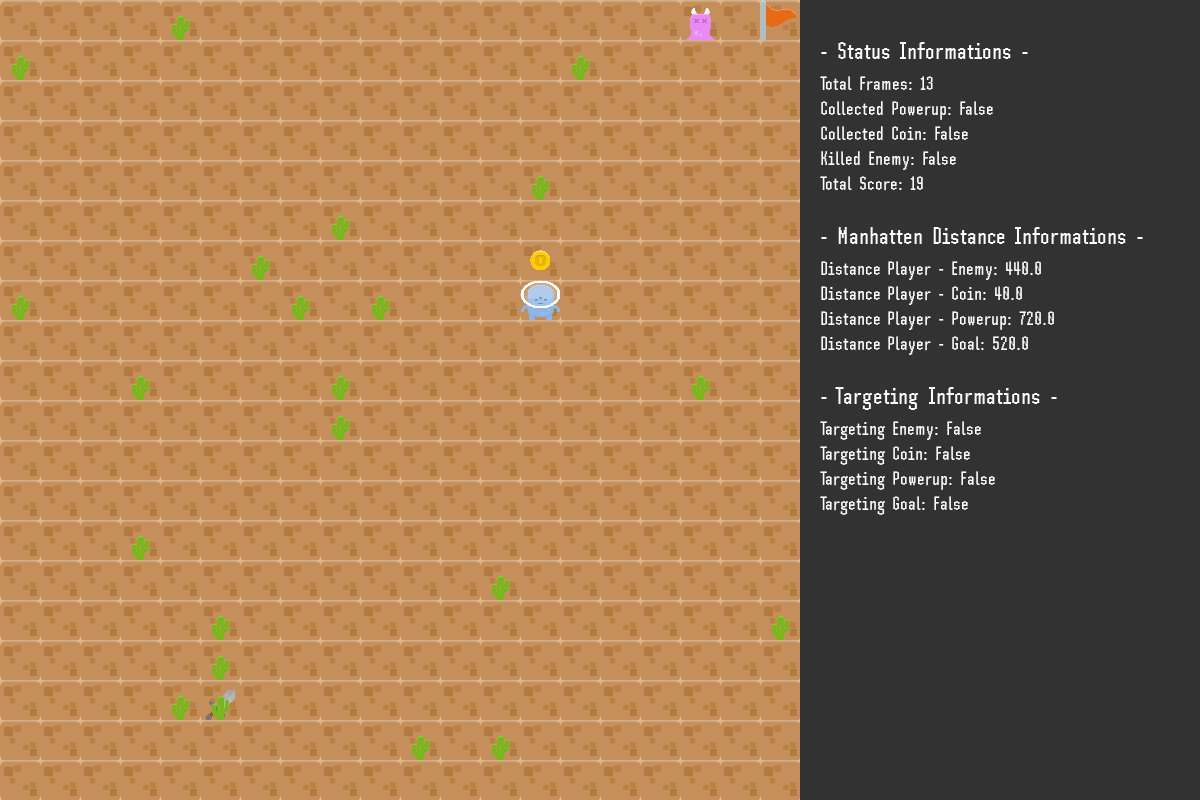 - Status Informations -
Total Frames: 13
Collected Powerup: False
Collected Coin: False
Killed Enemy: False
Total Score: 19
- Manhatten Distance Informations -
Distance Player - Enemy: 440.0
Distance Player - Coin: 40.0
Distance Player - Powerup: 720.0
Distance Player - Goal: 520.0
- Targeting Informations -
Targeting Enemy: False
Targeting Coin: False
Targeting Powerup: False
Targeting Goal: False